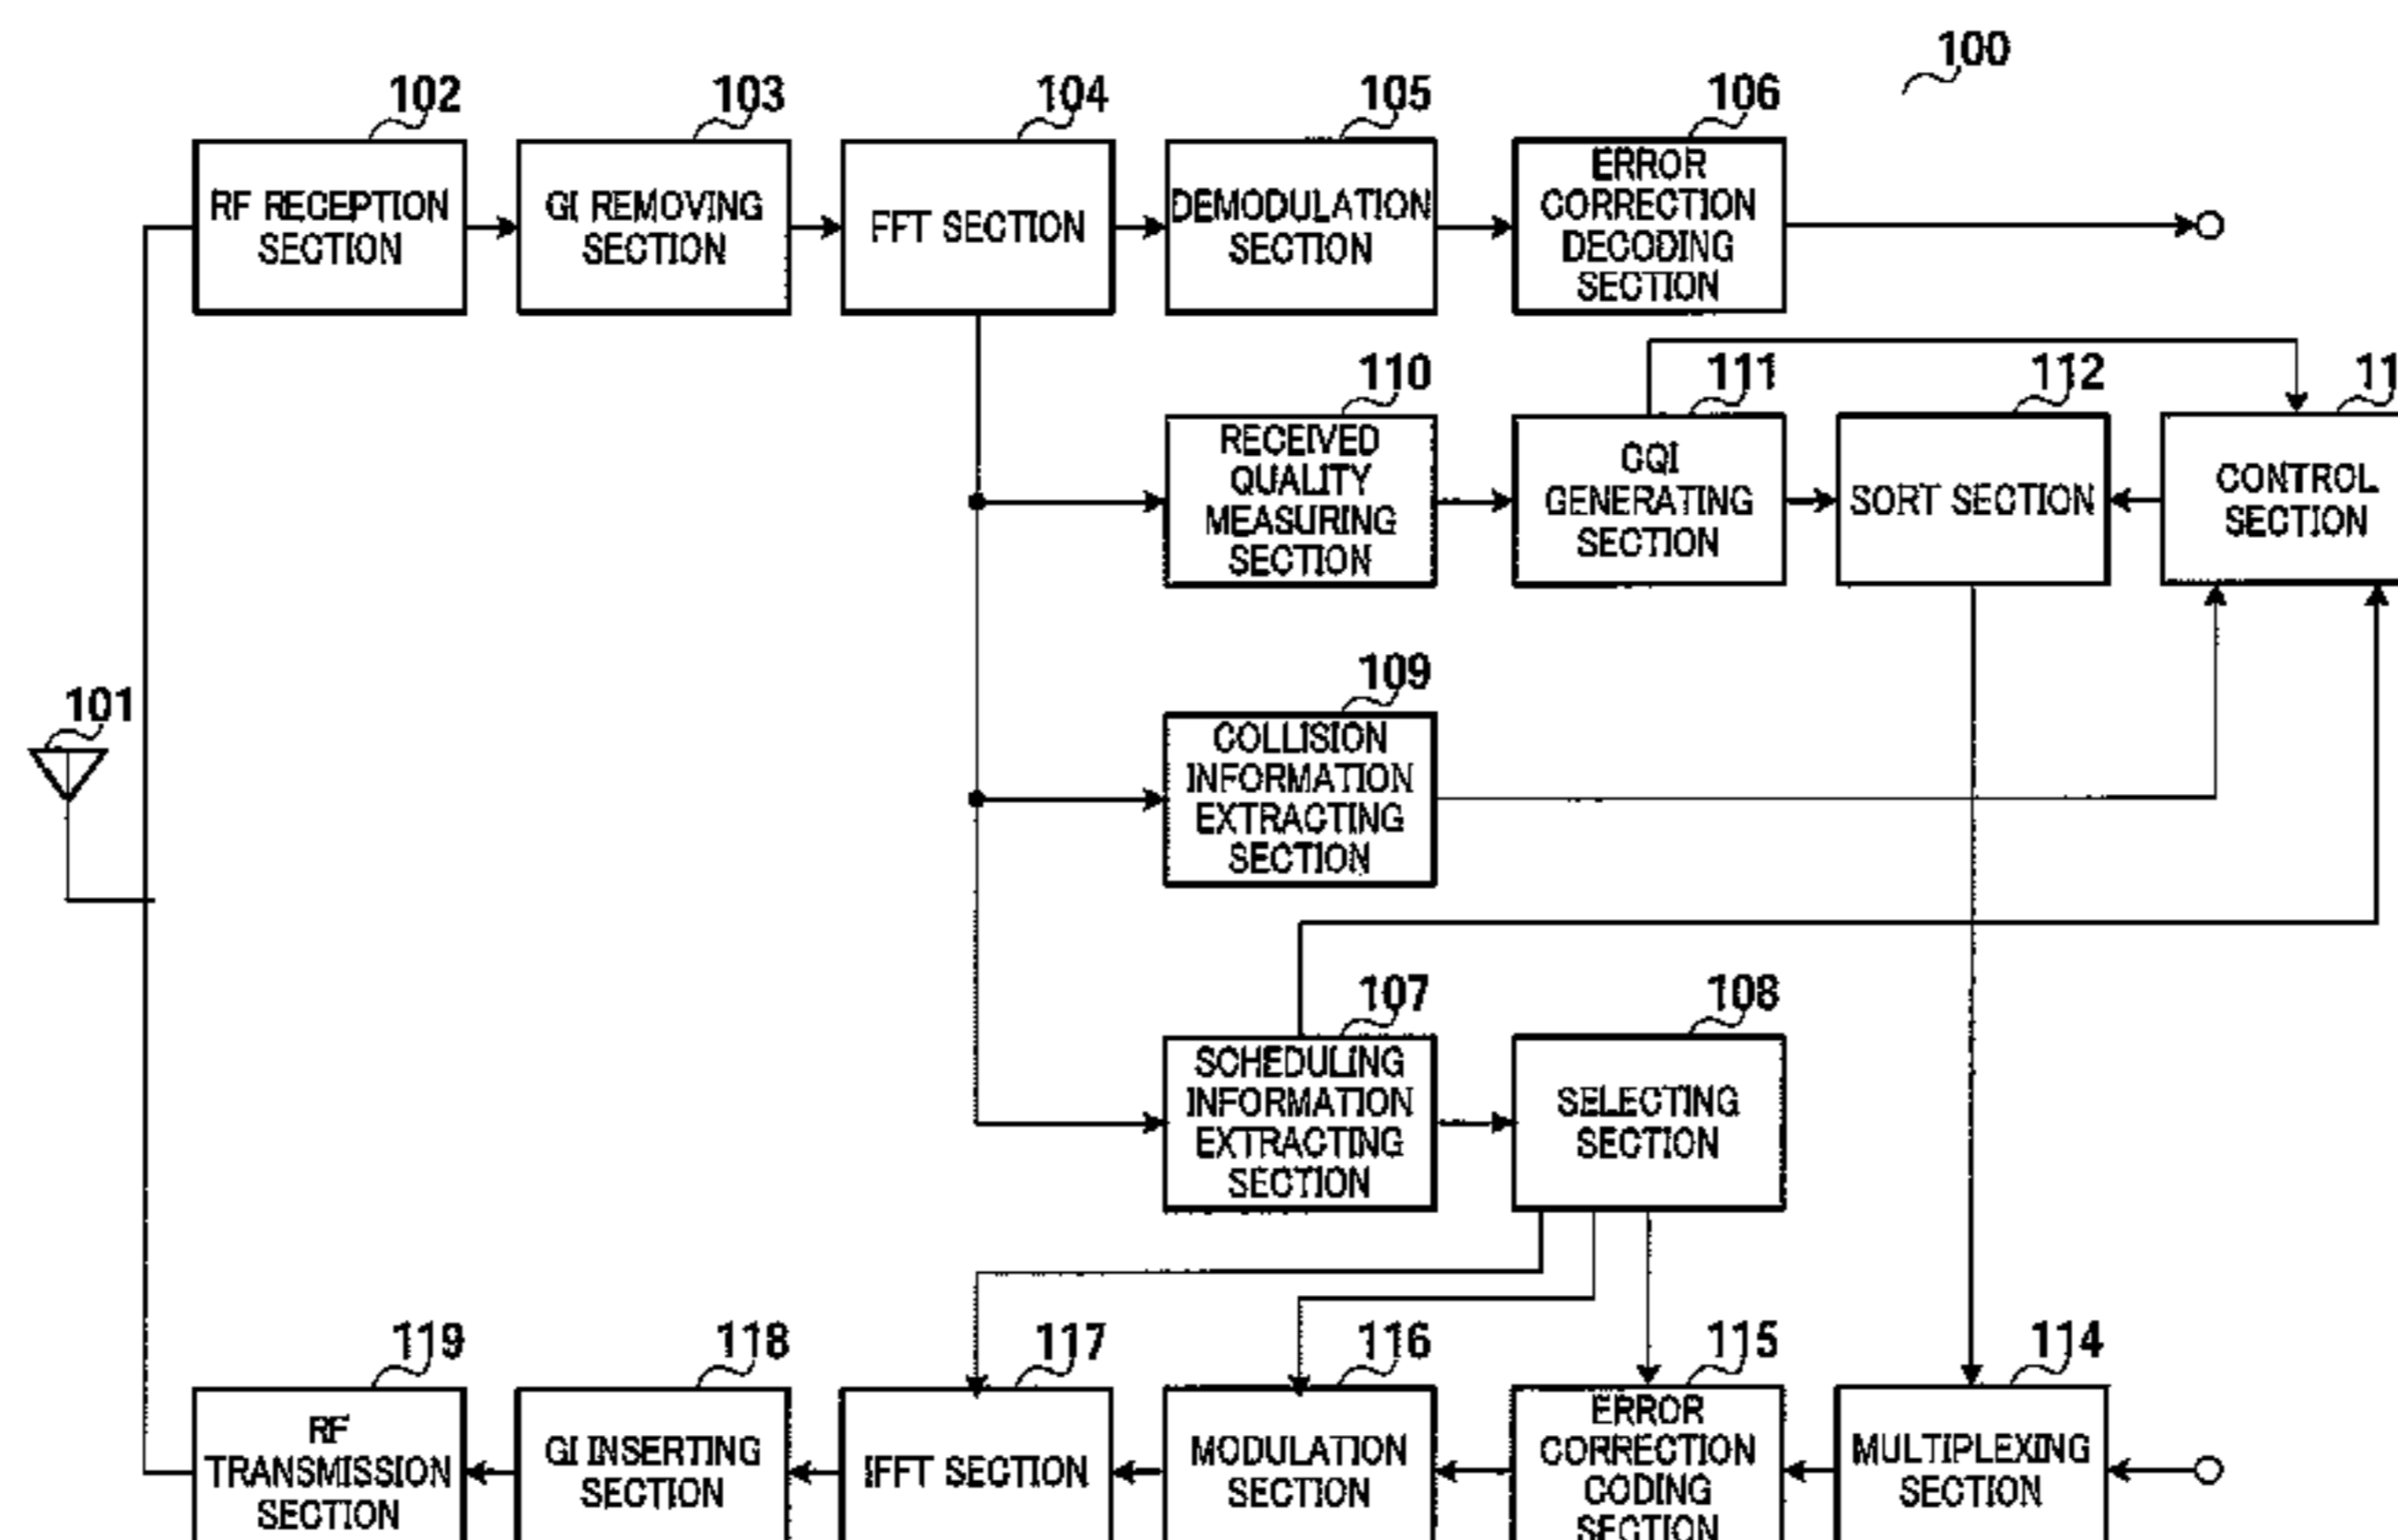 100
102
103
104
105
106
RF RECEPTION
SECTION
GI REMOVING
SECTION
FFT SECTION
DEMODULATION
SECTION
ERROR
CORRECTION
DECODING
SECTION
110
111
112
11
RECEIVED
QUALITY
MEASURING
SECTION
CQI
GENERATING
SECTION
SORT SECTION
CONTROL
SECTION
109
101
COLLISION
INFORMATION
EXTRACTING
SECTION
107
108
SCHEDULING
INFORMATION
EXTRACTING
SECTION
SELECTING
SECTION
119
118
117
116
115
114
RF
TRANSMISSION
SECTION
GI INSERTING
SECTION
IFFT SECTION
MODULATION
SECTION
ERROR
CORRECTION
CODING
SECTION
MULTIPLEXING
SECTION